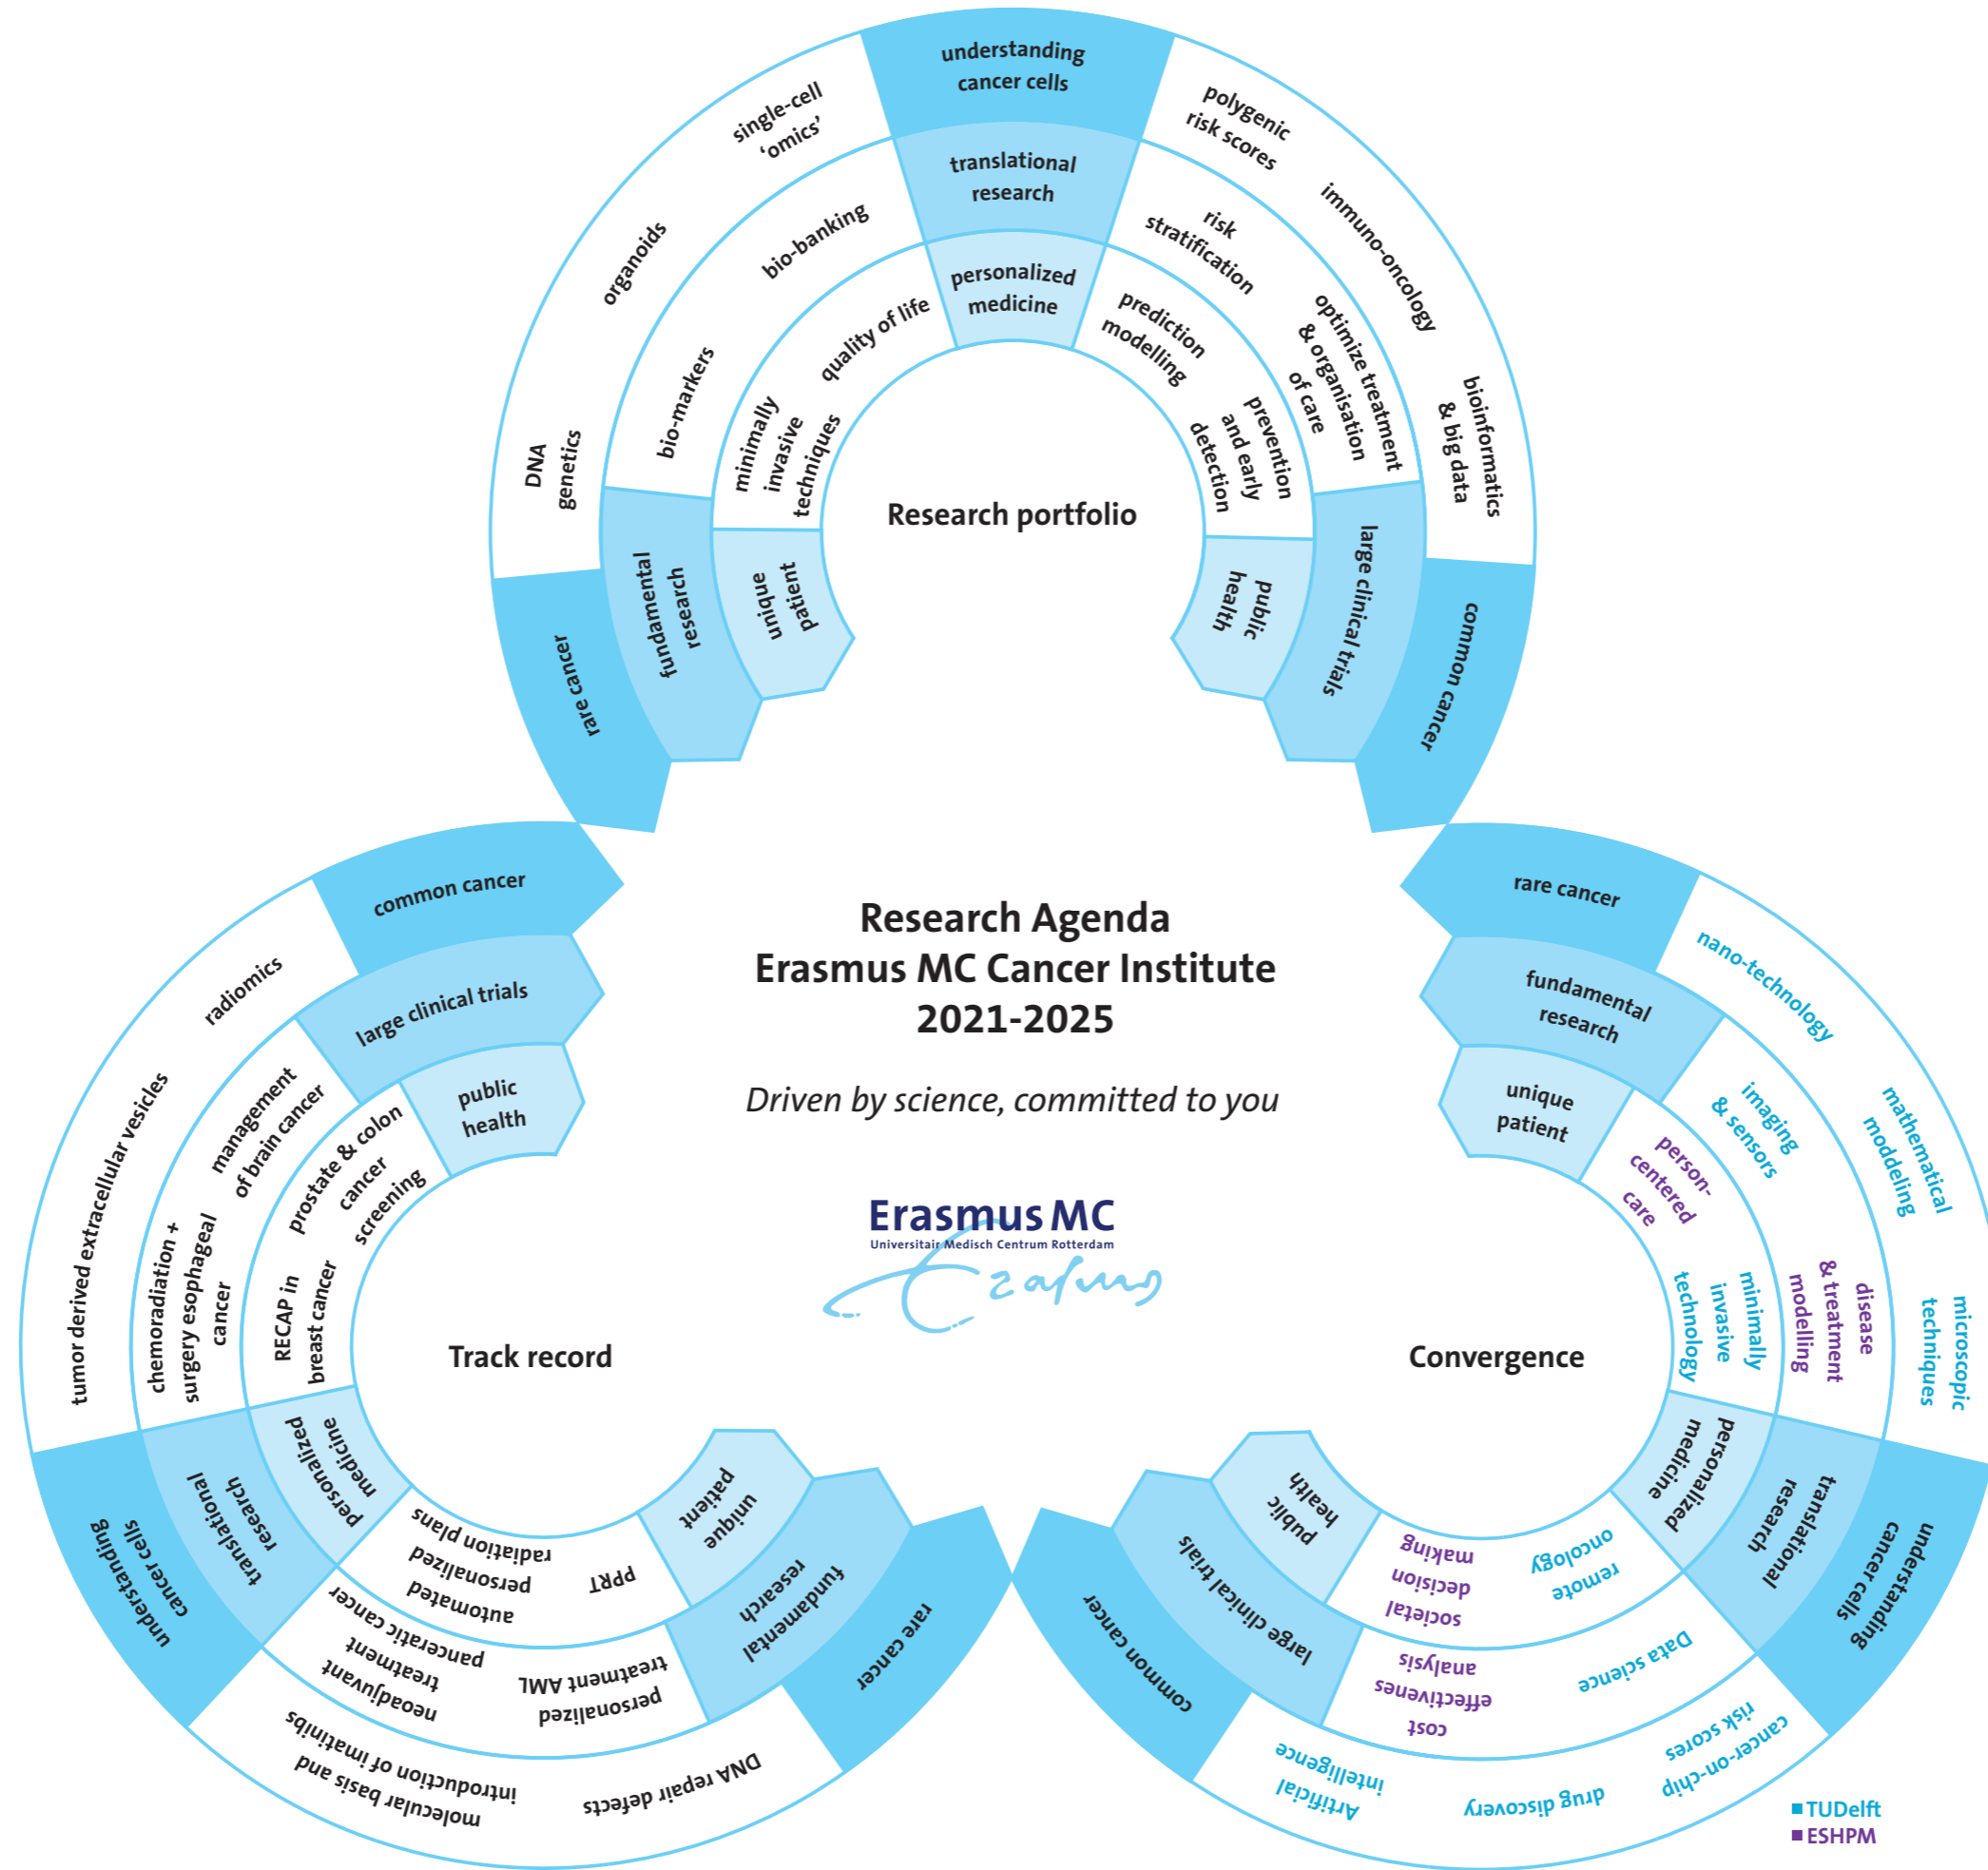 understanding
cancer cells
translational
research
personalized
medicine
single-cell
‘omics’
organoids
DNA
genetics
bio-banking
bio-markers
quality of life
minimally
invasive
techniques
polygenic
risk scores
immuno-oncology
bioinformatics
& big data
risk
stratification
optimize treatment
& organisation
of care
prediction
modelling
prevention
and early
detection
Research portfolio
rare cancer
fundamental
research
unique
patient
public
health
large clinical trials
common cancer
Research Agenda
Erasmus MC Cancer Institute
2021-2025
Driven by science, committed to you
Erasmus MC
Universitair Medisch Centrum Rotterdam
Erasmus
common cancer
large clinical trials
public
health
radiomics
tumor derived extracellular vesicles
management
of brain cancer
chemoradiation +
surgery esophageal
cancer
prostate & colon
cancer
screening
RECAP in
breast cancer
Track record
understanding
cancer cells
translational
research
personalized
medicine
automated
personalized
radiation plans
PPRT
neoadjuvant
treatment
panceratic cancer
personalized
treatment AML
molecular basis and
introduction of imatinibs
DNA repair defects
unique
patient
fundamental
research
rare cancer
rare cancer
fundamental
research
unique
patient
nano-technology
mathematical
moddeling
microscopic
techniques
imaging
& sensors
disease
& treatment
modelling
person-
centered
care
minimally
invasive
technology
Convergence
personalized
medicine
translational
research
understanding
cancer cells
remote
oncology
societal
decision
making
Data science
cost
effectivenes
analysis
cancer-on-chip
risk scores
drug discovery
Artificial
intelligence
public
health
large clinical trials
common cancer
TUDelft
ESHPM